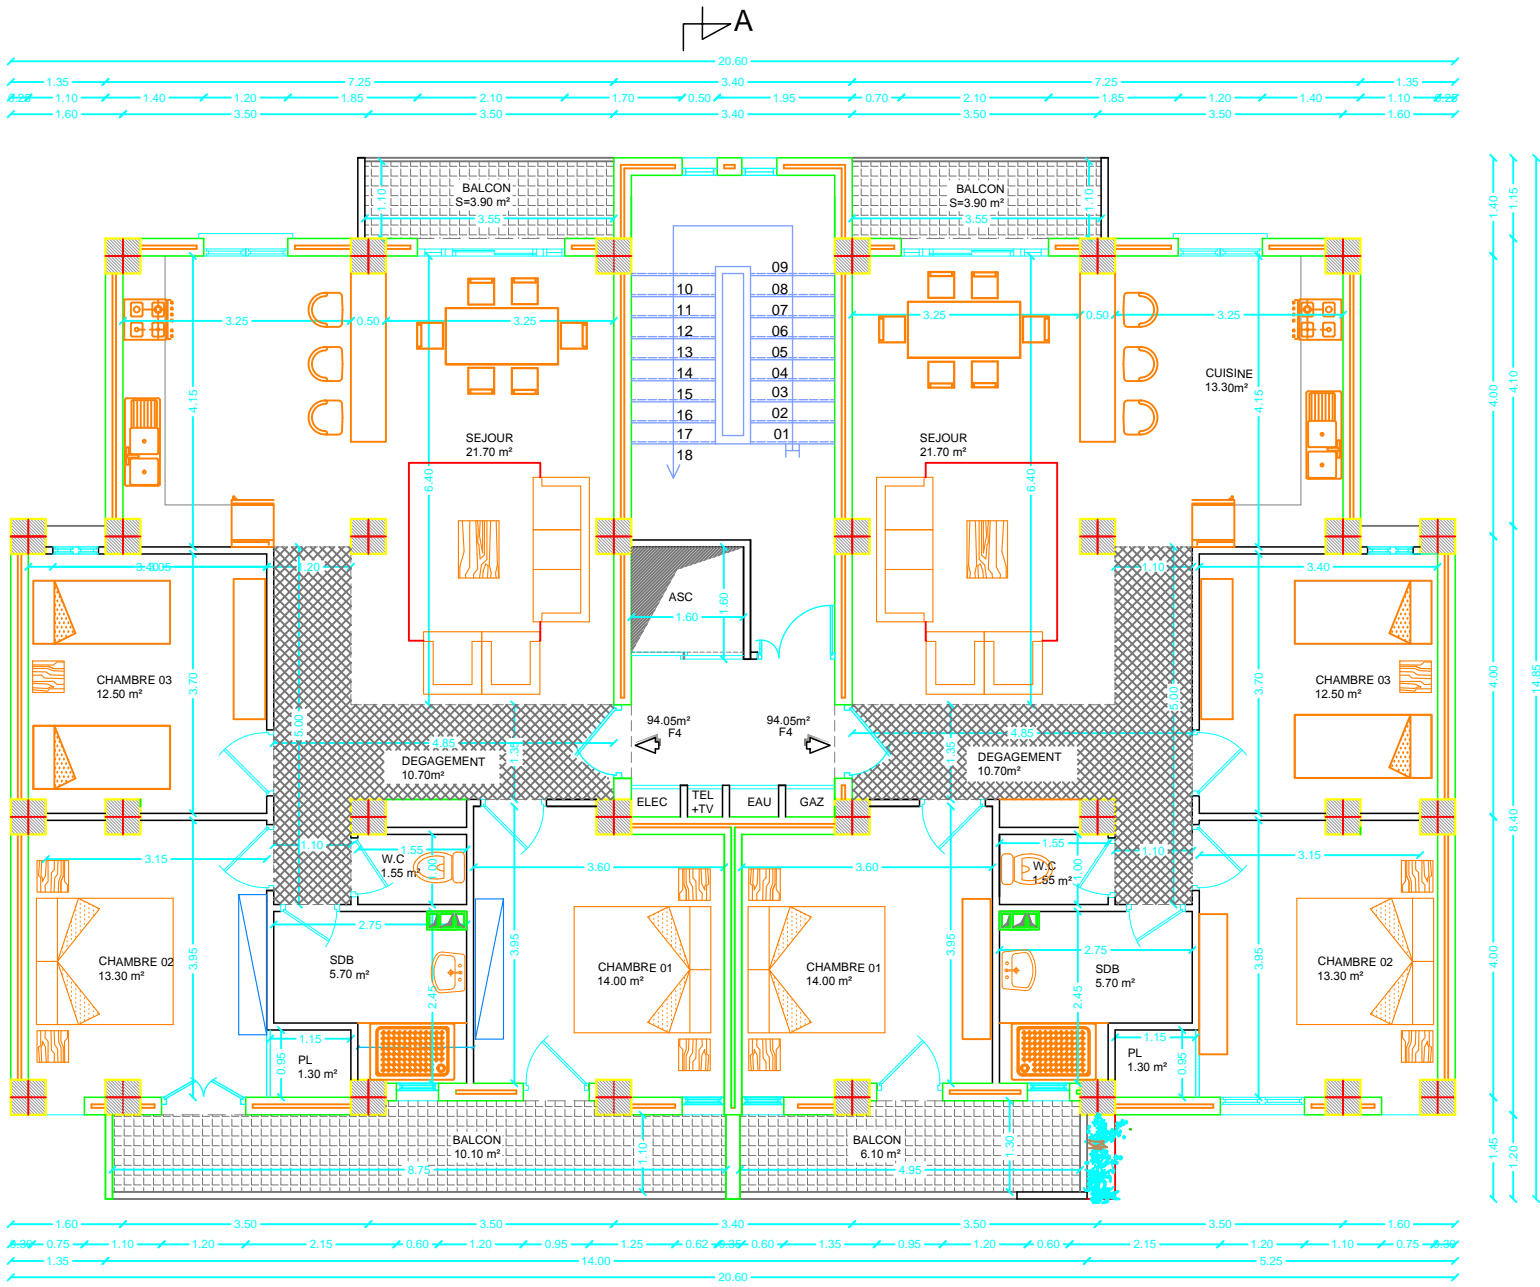 A
20.60
1.35 7.25 3.40 7.25 1.35
1.10 1.40 1.20 1.85 2.10 1.70 0.50 1.95 0.70 2.10 1.85 1.20 1.40 1.10
1.60 3.50 3.50 3.40 3.50 3.50 1.60
BALCON
S=3.90 m²
3.55
1.10
BALCON
S=3.90 m²
3.55
1.10
1.40
1.15
09
10 08
11 07
12 06
13 05
14 04
15 03
16 02
17 01
18
3.25 0.50 3.25
3.25 0.50 3.25
4.15
6.40
SEJOUR
21.70 m²
SEJOUR
21.70 m²
6.40
CUISINE
13.30m²
4.15
4.00
4.10
14.85
3.40
1.20
CHAMBRE 03
12.50 m²
3.70
5.00
ASC
1.60
1.60
1.10
3.40
CHAMBRE 03
12.50 m²
3.70
5.00
4.00
8.40
94.05m²
F4
94.05m²
F4
4.85
1.35
DEGAGEMENT
10.70m²
4.85
1.35
DEGAGEMENT
10.70m²
ELEC
TEL
+TV
EAU
GAZ
3.15
1.10
1.55
W.C
1.55 m²
3.60
3.60
1.55
W.C
1.55 m²
1.00
1.10
3.15
CHAMBRE 02
13.30 m²
3.95
2.75
SDB
5.70 m²
2.45
3.95
CHAMBRE 01
14.00 m²
CHAMBRE 01
14.00 m²
3.95
2.75
SDB
5.70 m²
2.45
3.95
CHAMBRE 02
13.30 m²
4.00
1.15
0.95
PL
1.30 m²
1.15
0.95
PL
1.30 m²
BALCON
10.10 m²
8.75
1.10
BALCON
6.10 m²
4.95
1.30
1.45
1.20
1.60 3.50 3.50 3.40 3.50 3.50 1.60
0.75 1.10 1.20 2.15 0.60 1.20 0.95 1.25 0.62 0.60 1.35 0.95 1.20 0.60 2.15 1.20 1.10 0.75
1.35 14.00 5.25
20.60